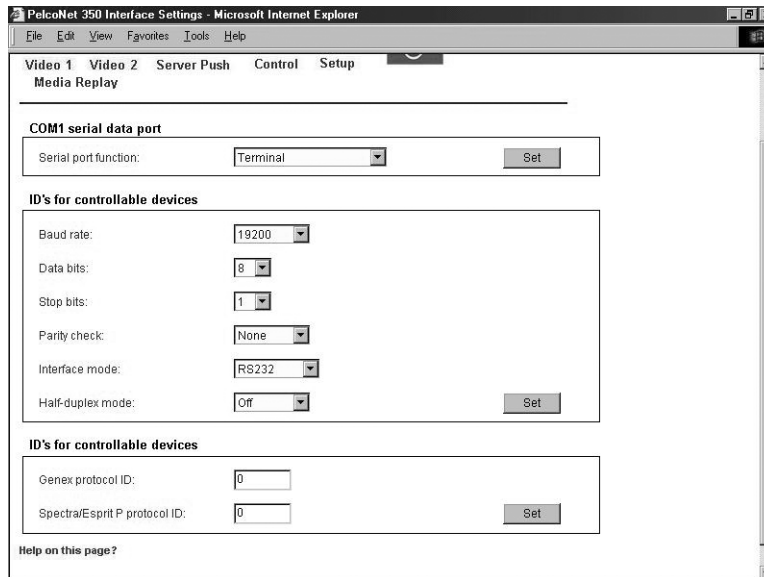 PelcoNet 350 Interface Settings - Microsoft Internet Explorer
File Edit View Favorites Tools Help
Video 1 Video 2 Server Push Control Setup
Media Replay
COM1 serial data port
Serial port function: Terminal Set
ID's for controllable devices
Baud rate: 19200
Data bits: 8
Stop bits: 1
Parity check: None
Interface mode: RS232
Half-duplex mode: Off Set
ID's for controllable devices
Genex protocol ID: 0
Spectra/Esprit P protocol ID: 0 Set
Help on this page?